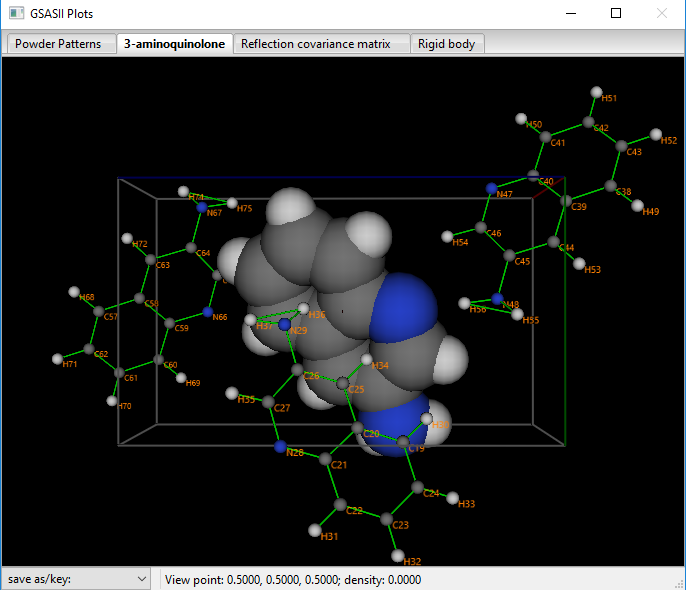 GSASII Plots
Powder Patterns
3-aminoquinolone
Reflection covariance matrix
Rigid body
H51
H50
C42
C41
H52
C43
C40
N47
C38
C39
H49
H74
H75
N67
C46
H54
C44
H72
C64
C45
C63
H53
H68
C58
N48
H56
C57
N66
H55
H36
H37
C59
N29
C62
H34
H71
C60
C61
C26
H69
C25
H35
C27
H70
C20
C19
N28
C21
C24
H33
C22
C23
H31
H32
save as/key:
View point: 0.5000, 0.5000, 0.5000; density: 0.0000